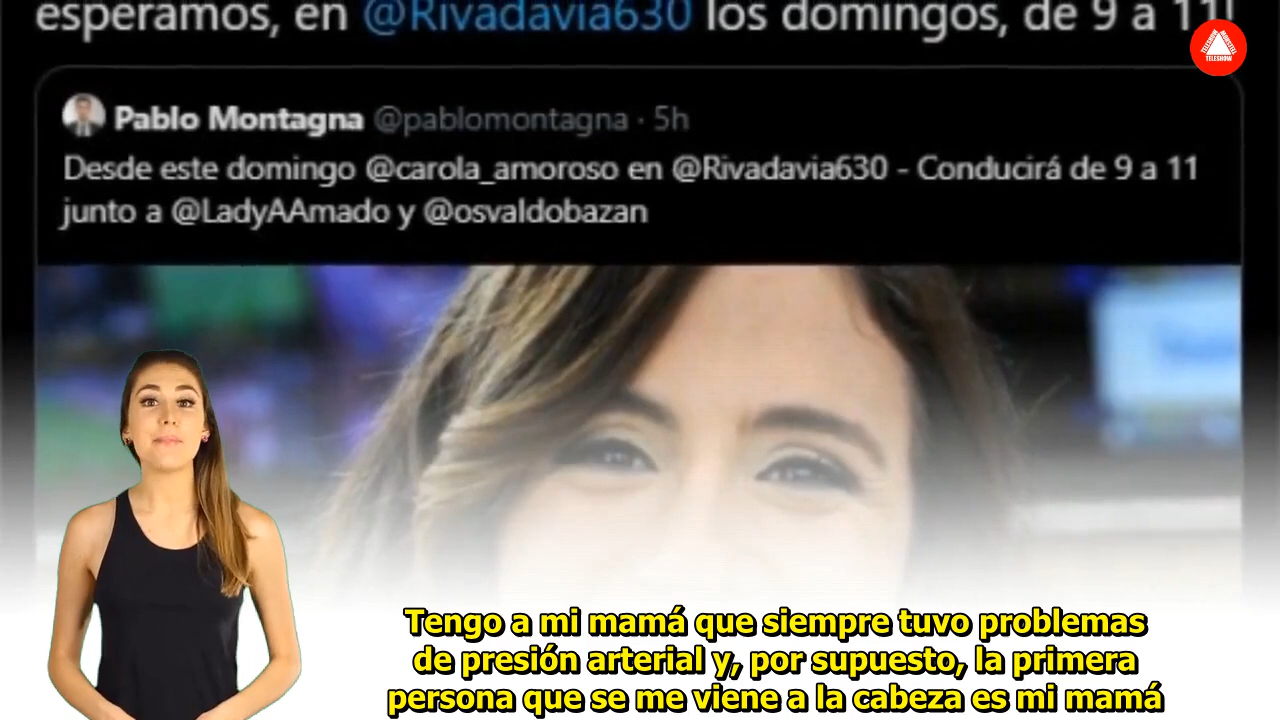 esperamos, en @Rivadavia630 los domingos, de 9 a 11!
Pablo Montagna @pablomontagna · 5h
Desde este domingo @carola_amoroso en @Rivadavia630 - Conducirá de 9 a 11
junto a @LadyAAmado y @osvaldobazan
TELESHOW
Tengo a mi mamá que siempre tuvo problemas
de presión arterial y, por supuesto, la primera
persona que se me viene a la cabeza es mi mamá